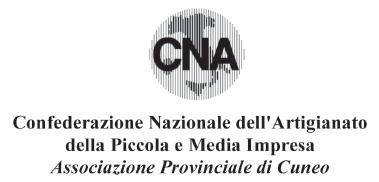 CNA
Confederazione Nazionale dell'Artigianato
della Piccola e Media Impresa
Associazione Provinciale di Cuneo